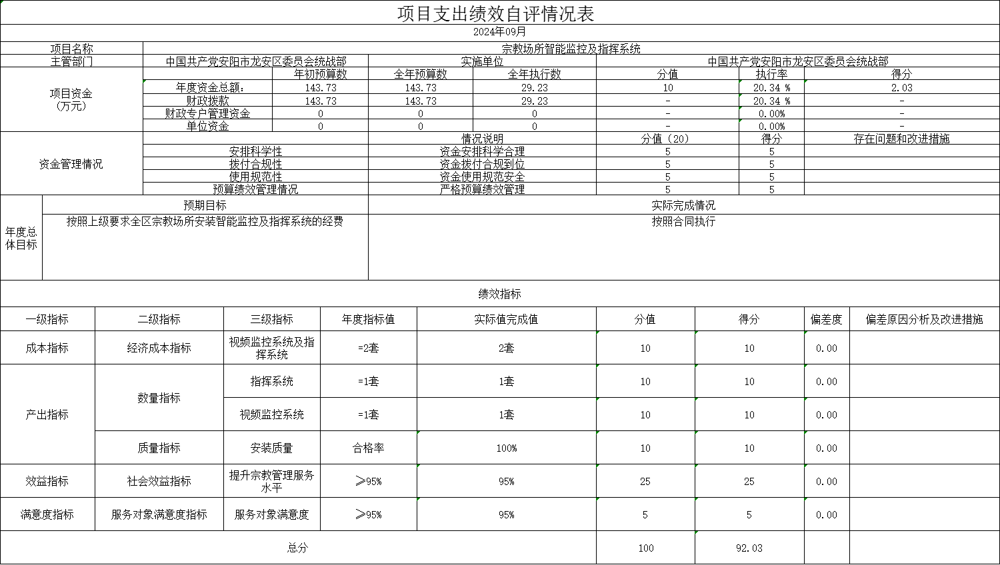 项目支出绩效自评情况表
2024年09月
项目名称 宗教场所智能监控及指挥系统
主管部门 中国共产党安阳市龙安区委员会统战部 实施单位 中国共产党安阳市龙安区委员会统战部
项目资金
(万元)
年初预算数 全年预算数 全年执行数 分值 执行率 得分
年度资金总额: 143.73 143.73 29.23 10 20.34 % 2.03
财政拨款 143.73 143.73 29.23 - 20.34 % -
财政专户管理资金 0 0 0 - 0.00% -
单位资金 0 0 0 - 0.00% -
资金管理情况
情况说明 分值（20） 得分 存在问题和改进措施
安排科学性 资金安排科学合理 5 5
拨付合规性 资金拨付合规到位 5 5
使用规范性 资金使用规范安全 5 5
预算绩效管理情况 严格预算绩效管理 5 5
年度总
体目标
预期目标 实际完成情况
按照上级要求全区宗教场所安装智能监控及指挥系统的经费 按照合同执行
绩效指标
一级指标 二级指标 三级指标 年度指标值 实际值完成值 分值 得分 偏差度 偏差原因分析及改进措施
成本指标 经济成本指标 视频监控系统及指
挥系统 =2套 2套 10 10 0.00
产出指标 数量指标 指挥系统 =1套 1套 10 10 0.00
视频监控系统 =1套 1套 10 10 0.00
质量指标 安装质量 合格率 100% 10 10 0.00
效益指标 社会效益指标 提升宗教管理服务
水平 ≥95% 95% 25 25 0.00
满意度指标 服务对象满意度指标 服务对象满意度 ≥95% 95% 5 5 0.00
总分 100 92.03